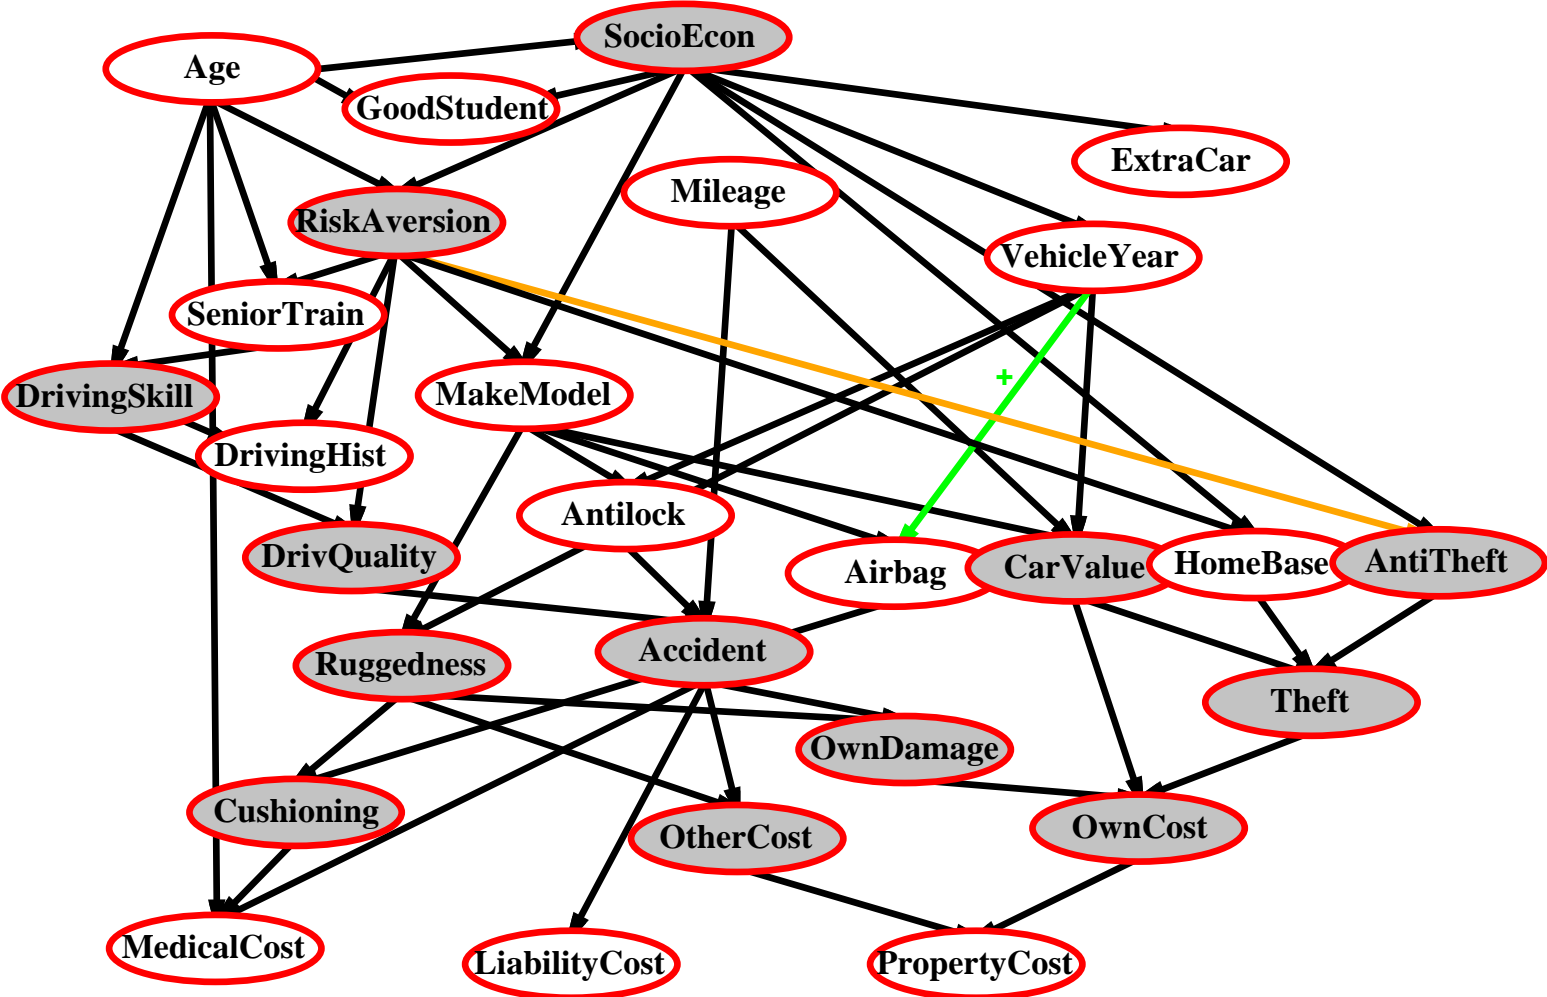 SocioEcon
Age
GoodStudent
ExtraCar
Mileage
RiskAversion
VehicleYear
SeniorTrain
+
DrivingSkill
MakeModel
DrivingHist
Antilock
DrivQuality
Airbag
CarValue
HomeBase
AntiTheft
Accident
Ruggedness
Theft
OwnDamage
Cushioning
OtherCost
OwnCost
MedicalCost
LiabilityCost
PropertyCost